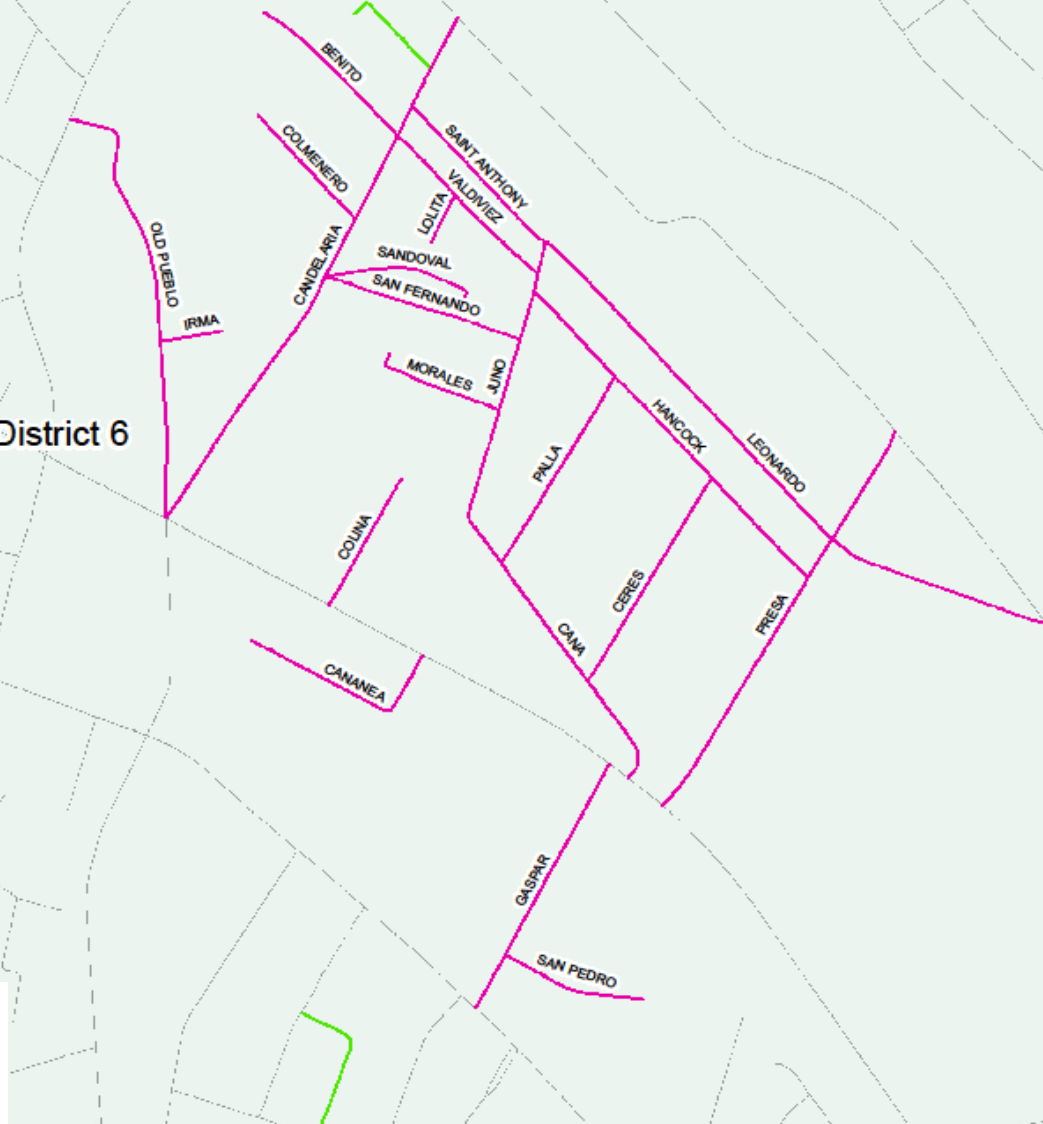 BENITO
SAINT ANTHONY
COLMENERO
VALDIVIEZ
LOLITA
OLD PUEBLO
CANDELARIA
SANDOVAL
SAN FERNANDO
IRMA
MORALES
JUNO
District 6
HANCOCK
LEONARDO
PALLA
COLINA
CERES
PRESA
CANA
CANANEA
GASPAR
SAN PEDRO